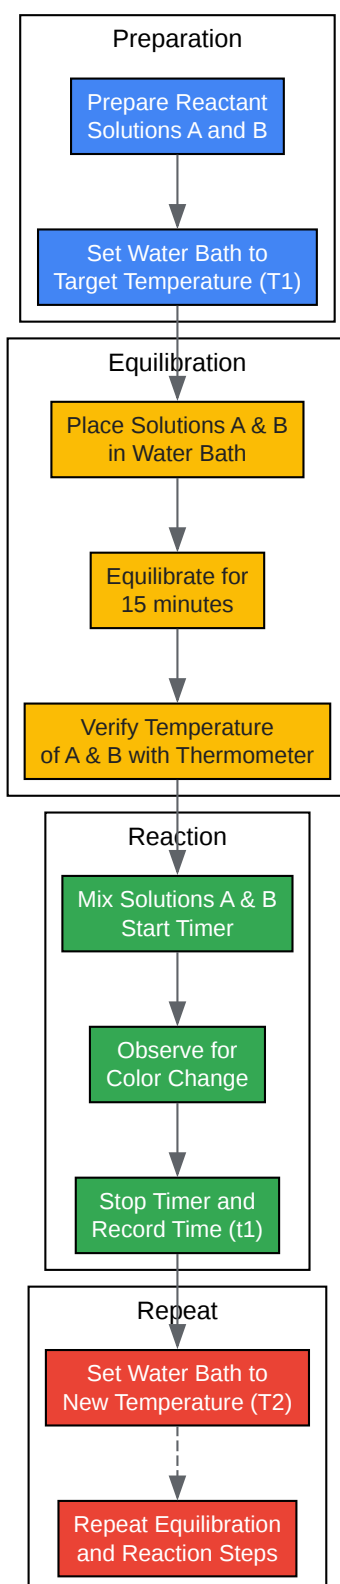 Preparation
Prepare Reactant
Solutions A and B
Set Water Bath to
Target Temperature (T1)
Equilibration
Place Solutions A & B
in Water Bath
Equilibrate for
15 minutes
Verify Temperature
of A & B with Thermometer
Reaction
Mix Solutions A & B
Start Timer
Observe for
Color Change
Stop Timer and
Record Time (t1)
Repeat
Set Water Bath to
New Temperature (T2)
Repeat Equilibration
and Reaction Steps